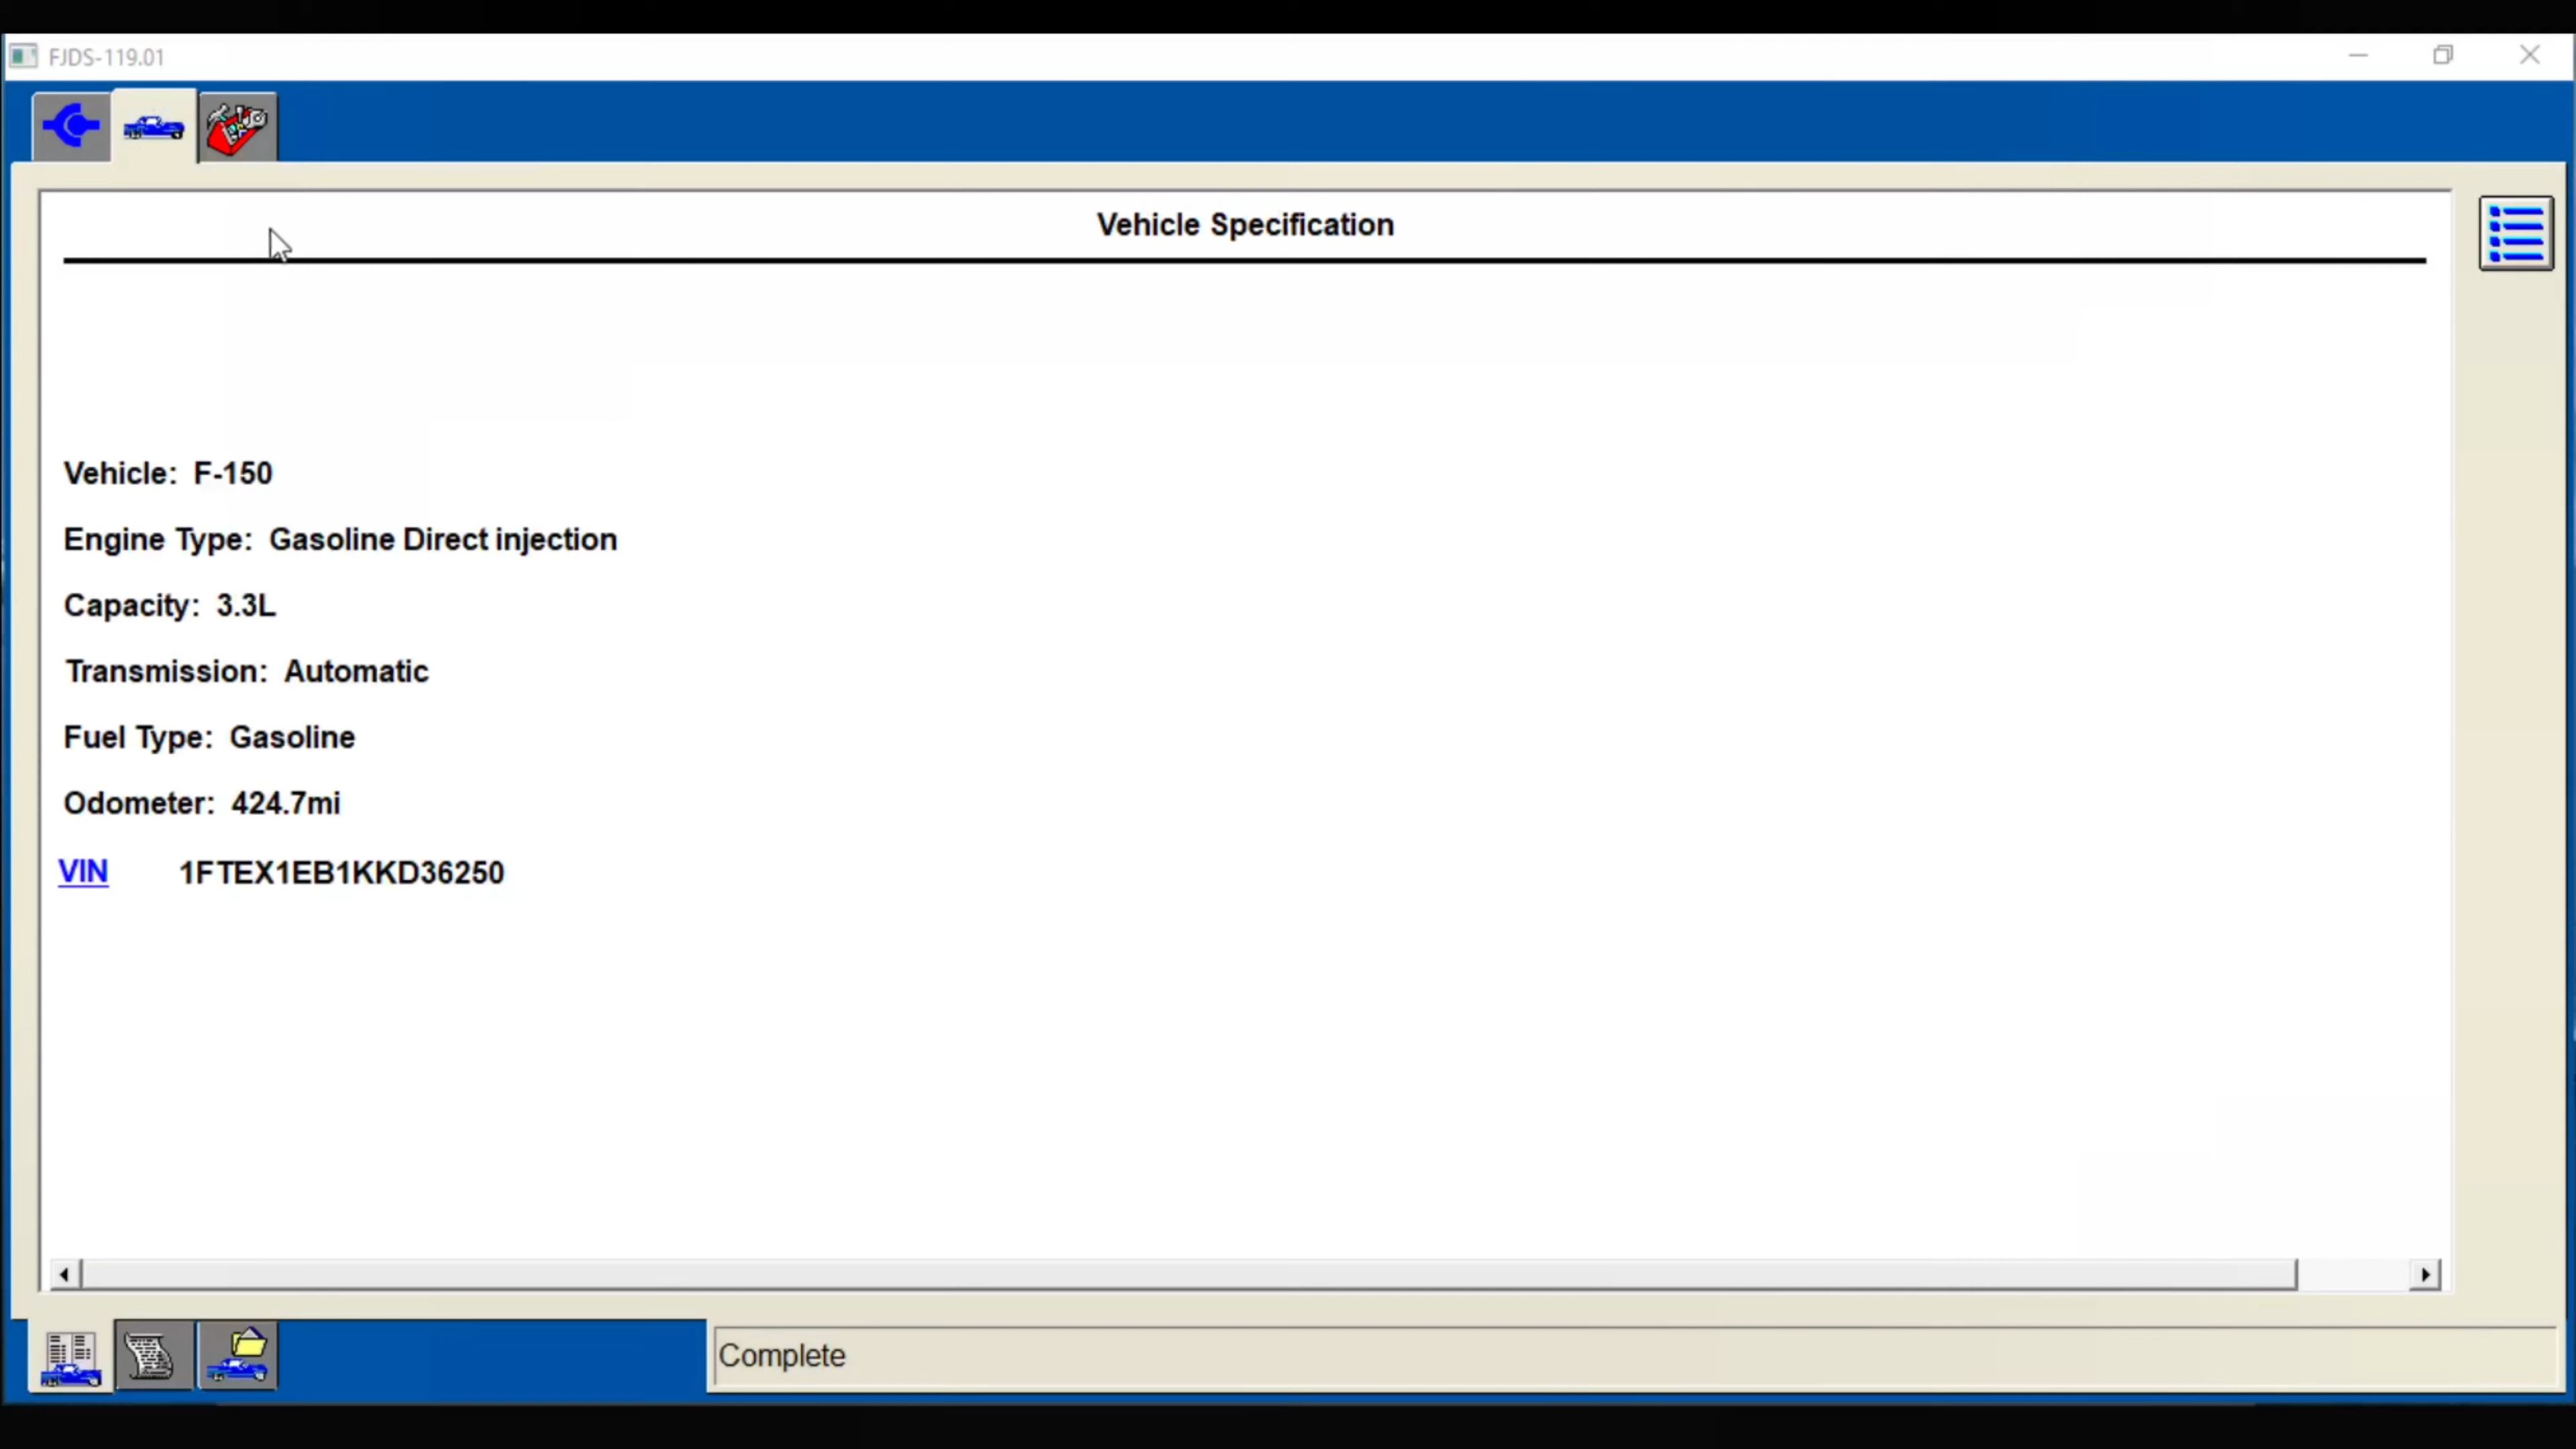 FJDS-119.01
Vehicle Specification
Vehicle: F-150
Engine Type: Gasoline Direct injection
Capacity: 3.3L
Transmission: Automatic
Fuel Type: Gasoline
Odometer: 424.7mi
VIN 1FTEX1EB1KKD36250
Complete